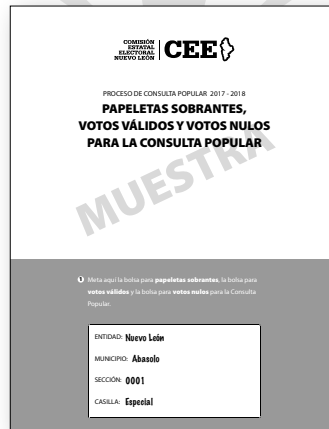 COMISIÓN
ESTATAL
ELECTORAL
NUEVO LEÓN
CEE
PROCESO DE CONSULTA POPULAR 2017 - 2018
PAPELETAS SOBRANTES,
VOTOS VÁLIDOS Y VOTOS NULOS
PARA LA CONSULTA POPULAR
MUESTRA
1 Meta aquí la bolsa para papeletas sobrantes, la bolsa para
votos válidos y la bolsa para votos nulos para la Consulta
Popular.
ENTIDAD: Nuevo León
MUNICIPIO: Abasolo
SECCIÓN: 0001
CASILLA: Especial